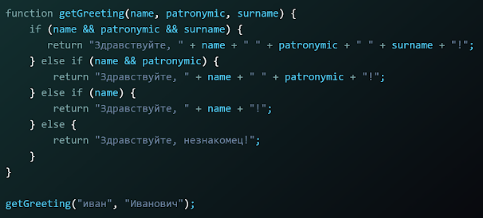 function getGreeting(name, patronymic, surname) {
    if (name && patronymic && surname) {
       return "Здравствуйте, " + name + " " + patronymic + " " + surname + "!";
    } else if (name && patronymic) {
        return "Здравствуйте, " + name + " " + patronymic + "!";
    } else if (name) {
        return "Здравствуйте, " + name + "!";
    } else {
        return "Здравствуйте, незнакомец!";
    }
}
getGreeting("иван", "Иванович");